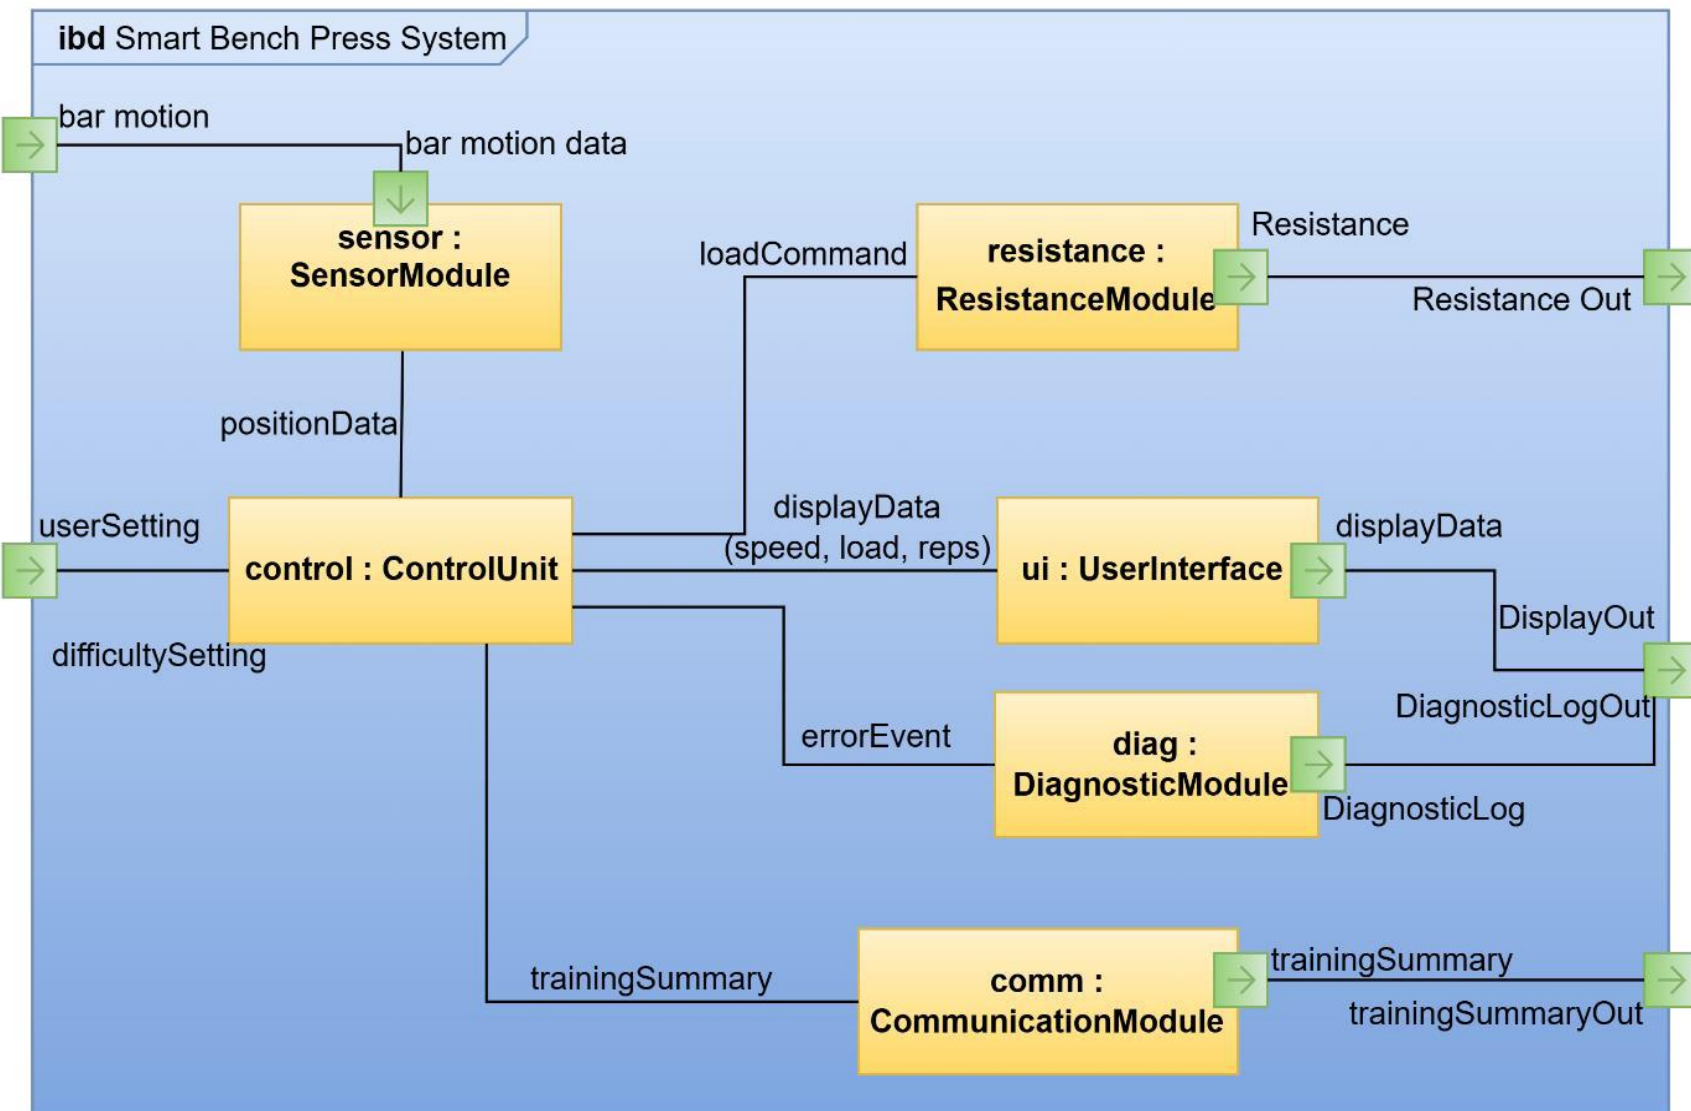 ibd Smart Bench Press System
bar motion
bar motion data
sensor :
SensorModule
loadCommand
resistance :
ResistanceModule
Resistance
Resistance Out
positionData
userSetting
control : ControlUnit
difficultySetting
displayData
(speed, load, reps)
ui : UserInterface
displayData
DisplayOut
DiagnosticLogOut
errorEvent
diag :
DiagnosticModule
DiagnosticLog
trainingSummary
comm :
CommunicationModule
trainingSummary
trainingSummaryOut